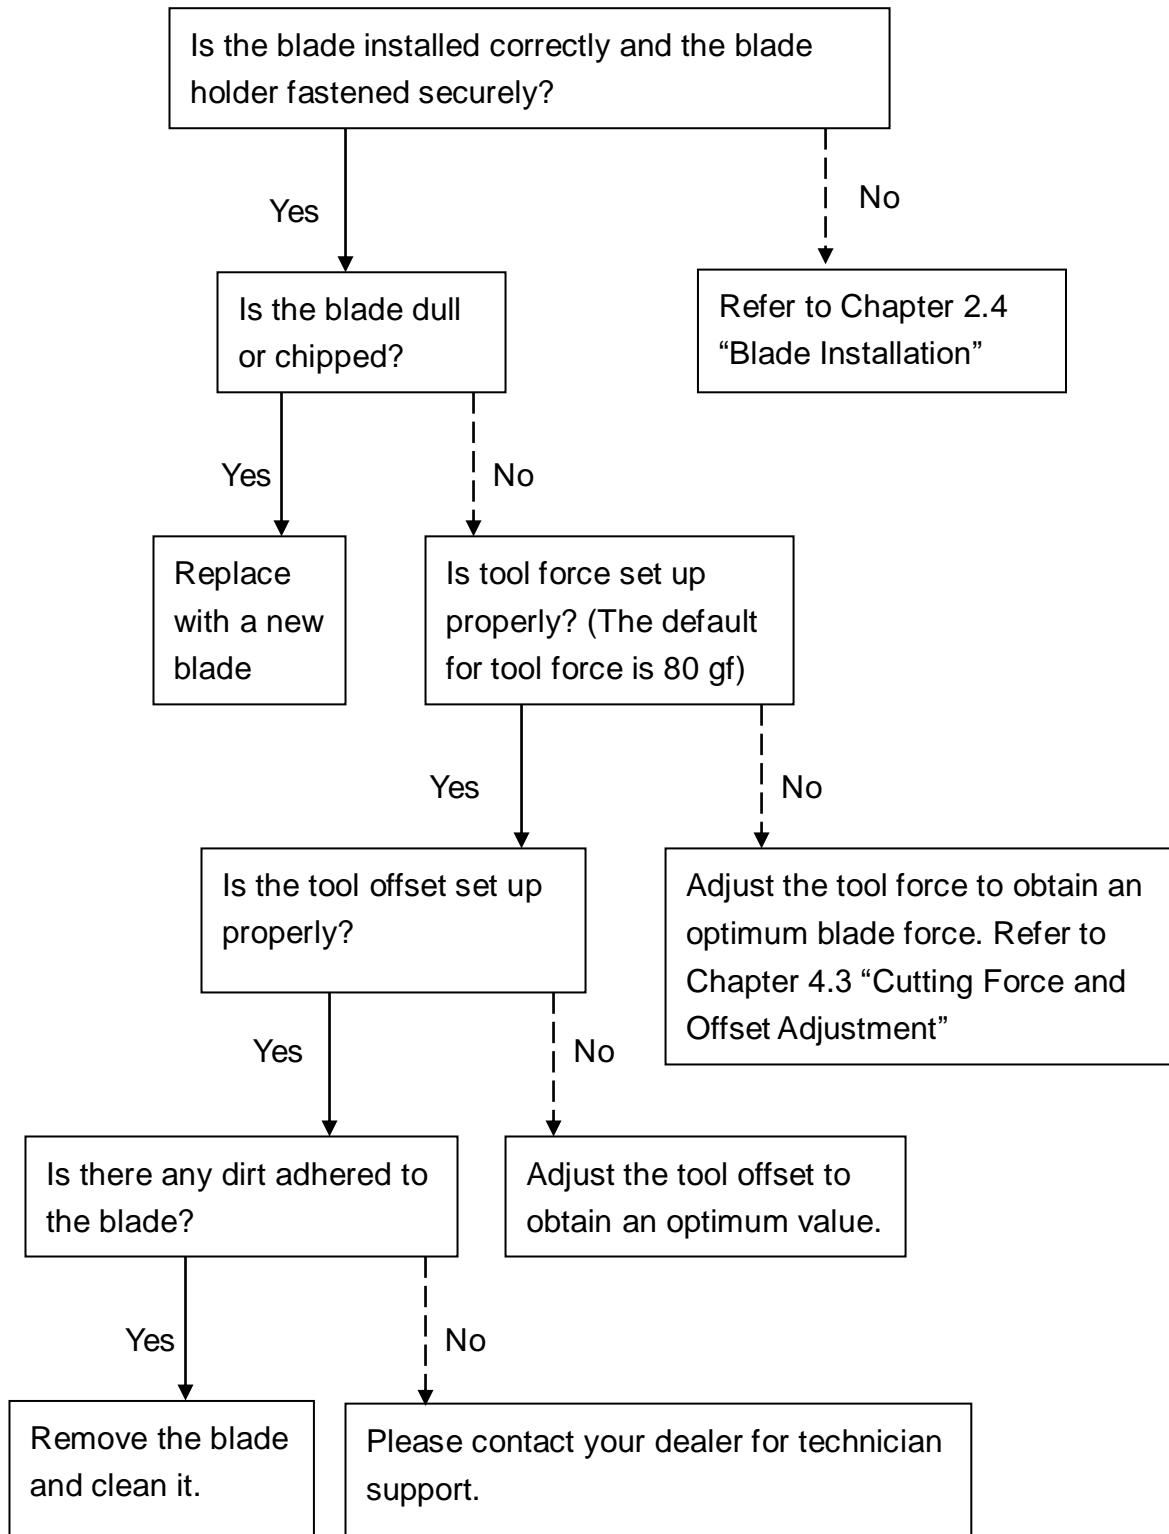 Is the blade installed correctly and the blade
holder fastened securely?
Yes
No
Is the blade dull
or chipped?
Refer to Chapter 2.4
“Blade Installation”
Yes
No
Replace
with a new
blade
Is tool force set up
properly? (The default
for tool force is 80 gf)
Yes
No
Is the tool offset set up
properly?
Adjust the tool force to obtain an
optimum blade force. Refer to
Chapter 4.3 “Cutting Force and
Offset Adjustment”
Yes
No
Is there any dirt adhered to
the blade?
Adjust the tool offset to
obtain an optimum value.
Yes
No
Remove the blade
and clean it.
Please contact your dealer for technician
support.